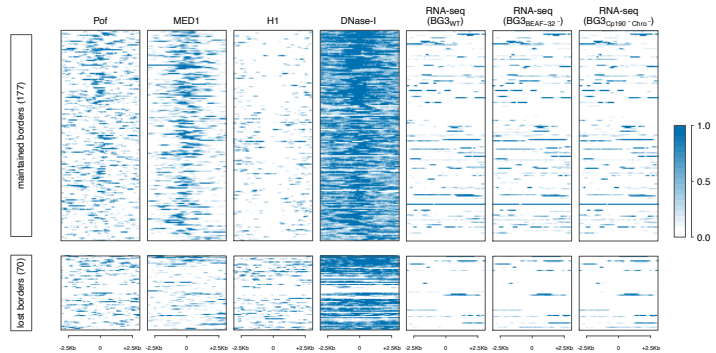 Pof MED1 H1 DNase-I RNA-seq RNA-seq RNA-seq
(BG3WT) (BG3BEAF-32-) (BG3Cp190- Chro-)
maintained borders (177)
1.0
0.5
0.0
lost borders (70)
-2.5Kb 0 +2.5Kb -2.5Kb 0 +2.5Kb -2.5Kb 0 +2.5Kb -2.5Kb 0 +2.5Kb -2.5Kb 0 +2.5Kb -2.5Kb 0 +2.5Kb -2.5Kb 0 +2.5Kb